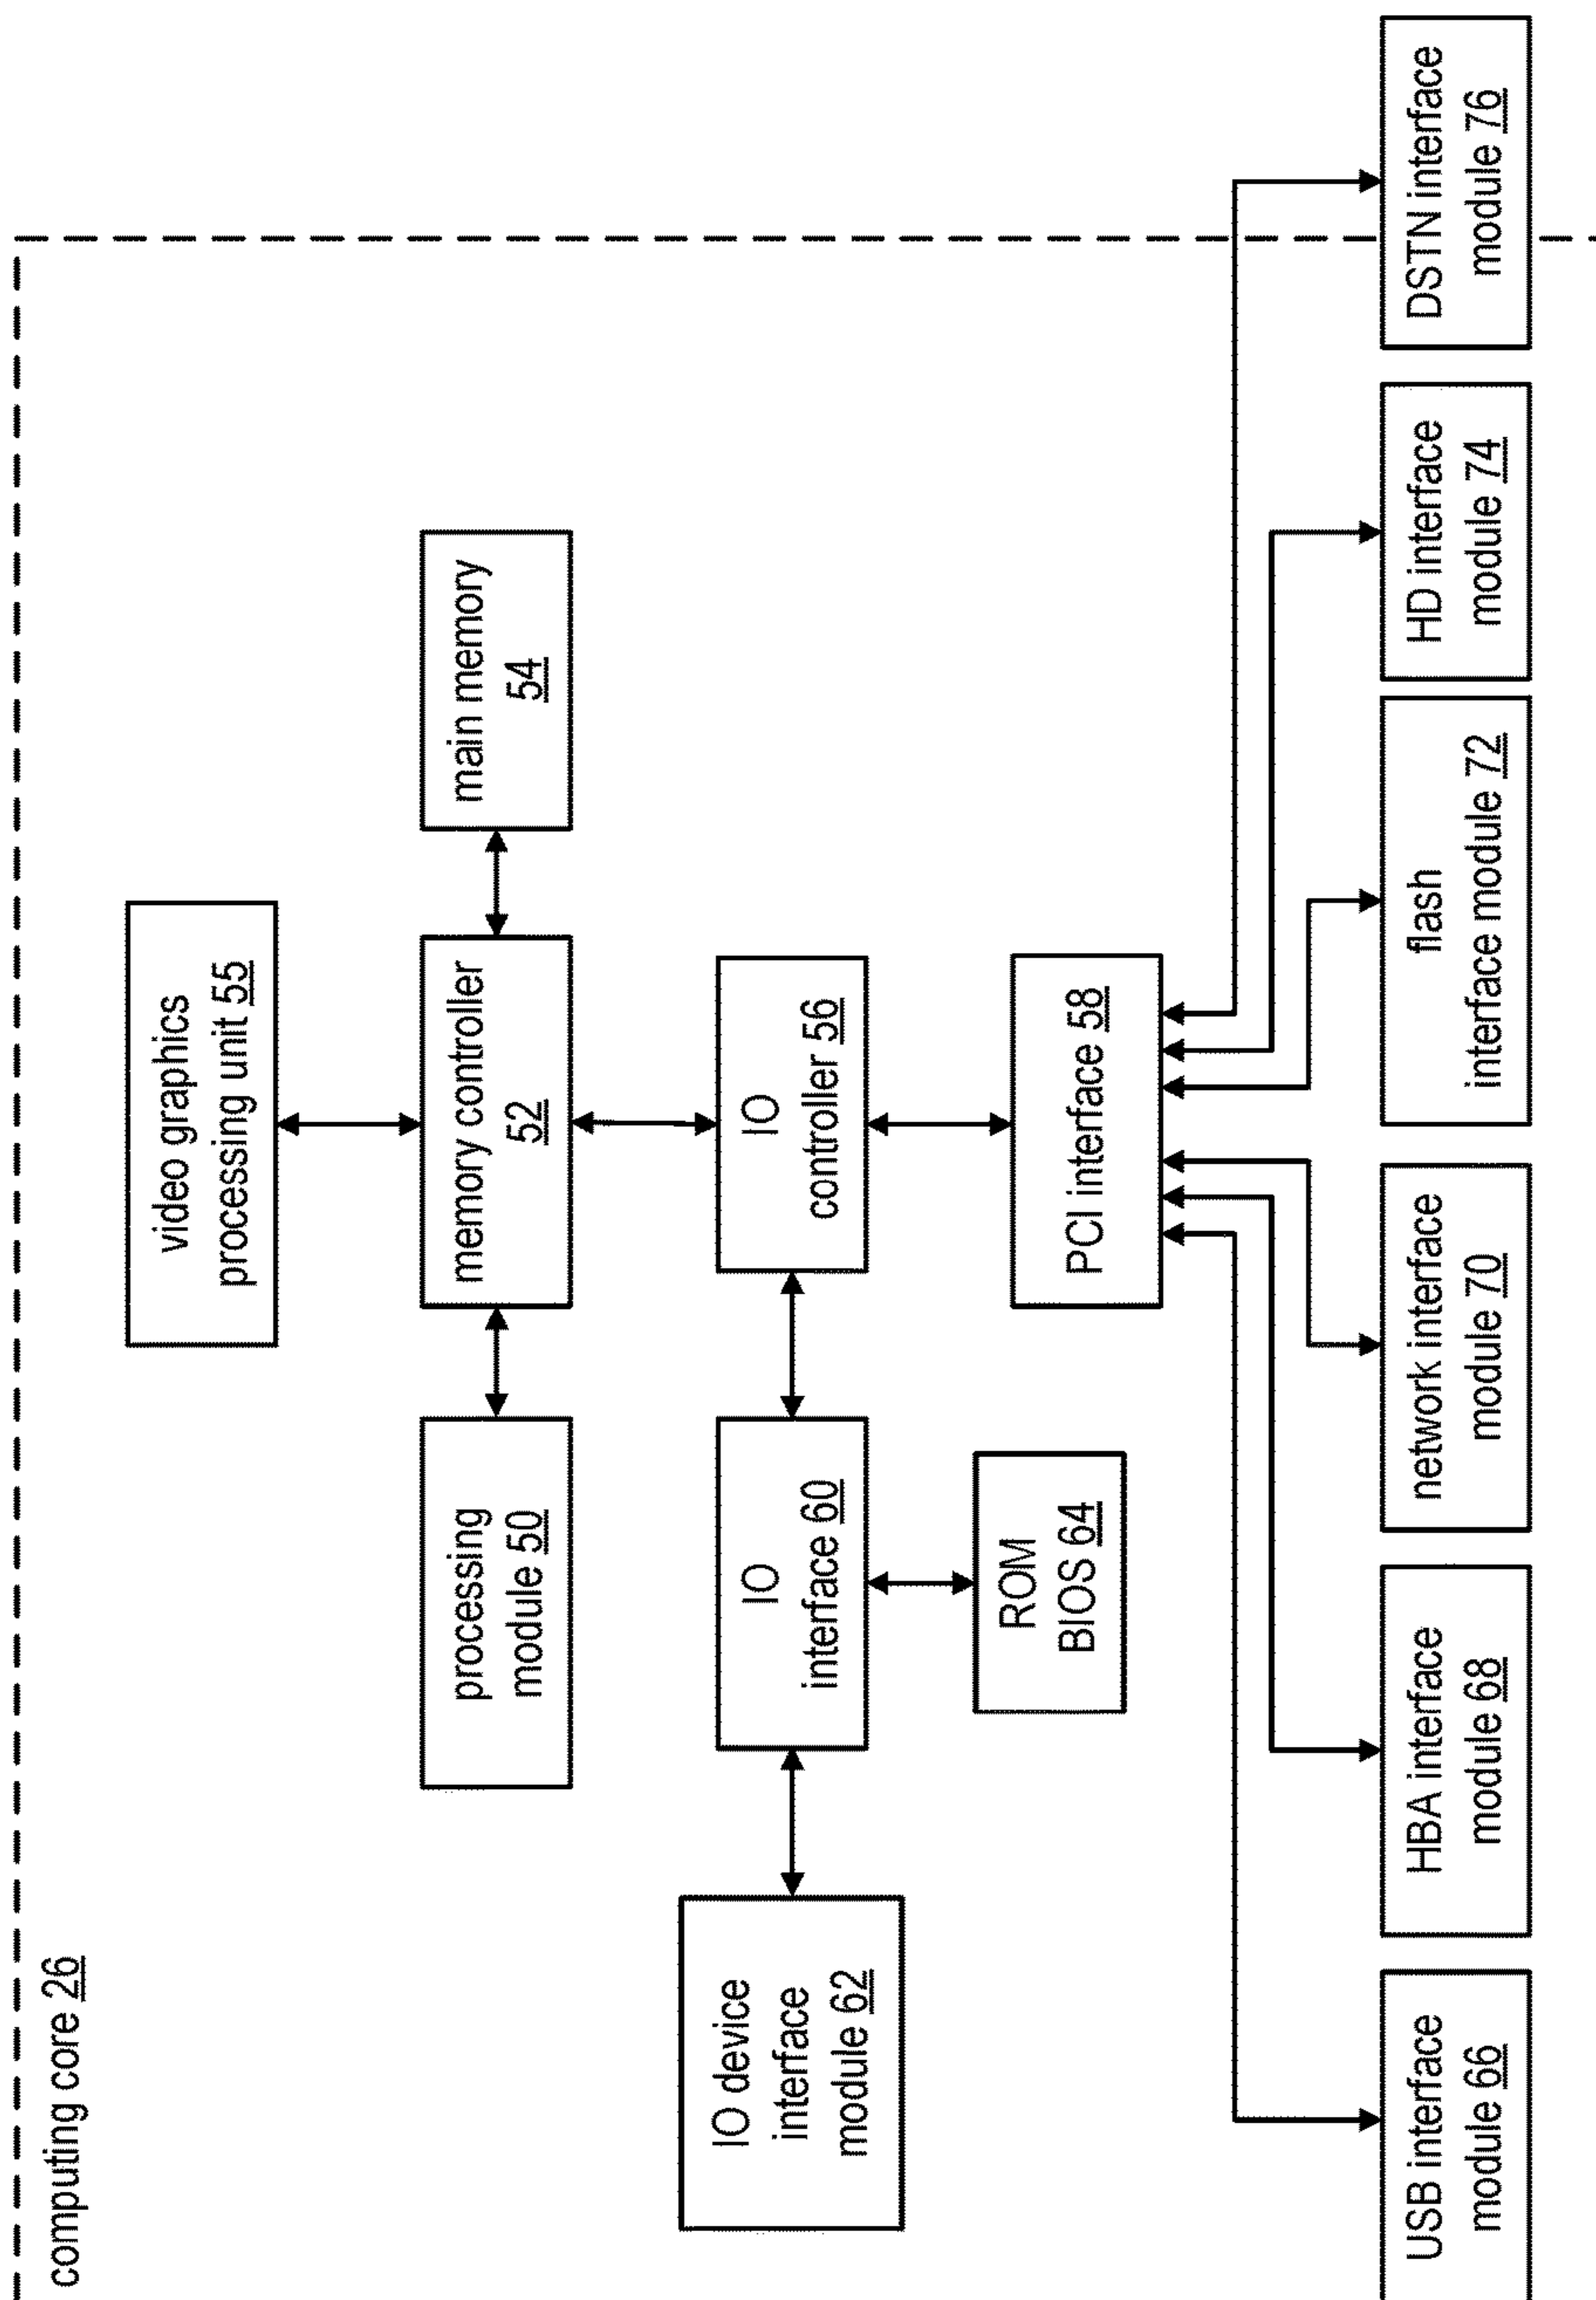 computing core 26
video graphics
processing unit 55
processing
module 50
memory controller
52
main memory
54
IO device
interface
module 62
IO
interface 60
IO
controller 56
ROM
BIOS 64
PCI interface 58
USB interface
module 66
HBA interface
module 68
network interface
module 70
flash
interface module 72
HD interface
module 74
DSTN interface
module 76